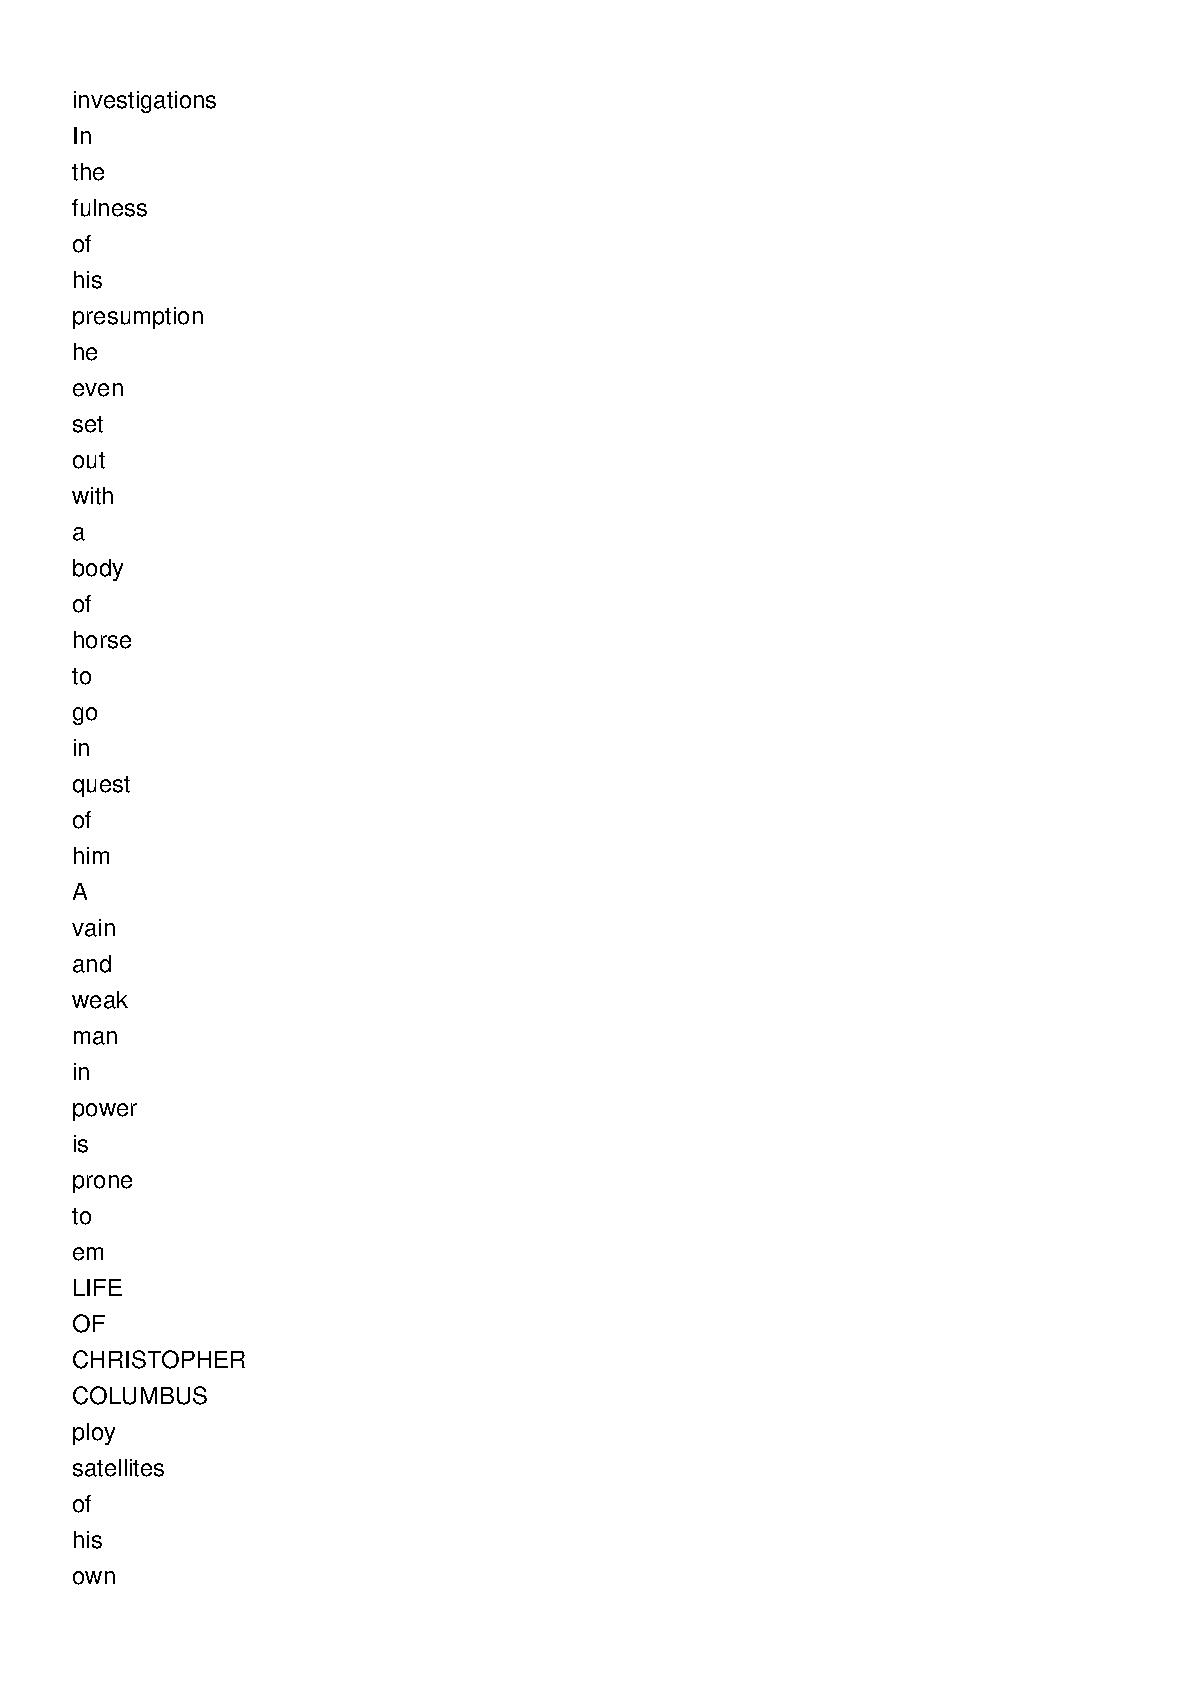 investigations
In
the
fulness
of
his
presumption
he
even
set
out
with
a
body
of
horse
to
go
in
quest
of
him
A
vain
and
weak
man
in
power
is
prone
to
em
LIFE
OF
CHRISTOPHER
COLUMBUS
ploy
satellites
of
his
own